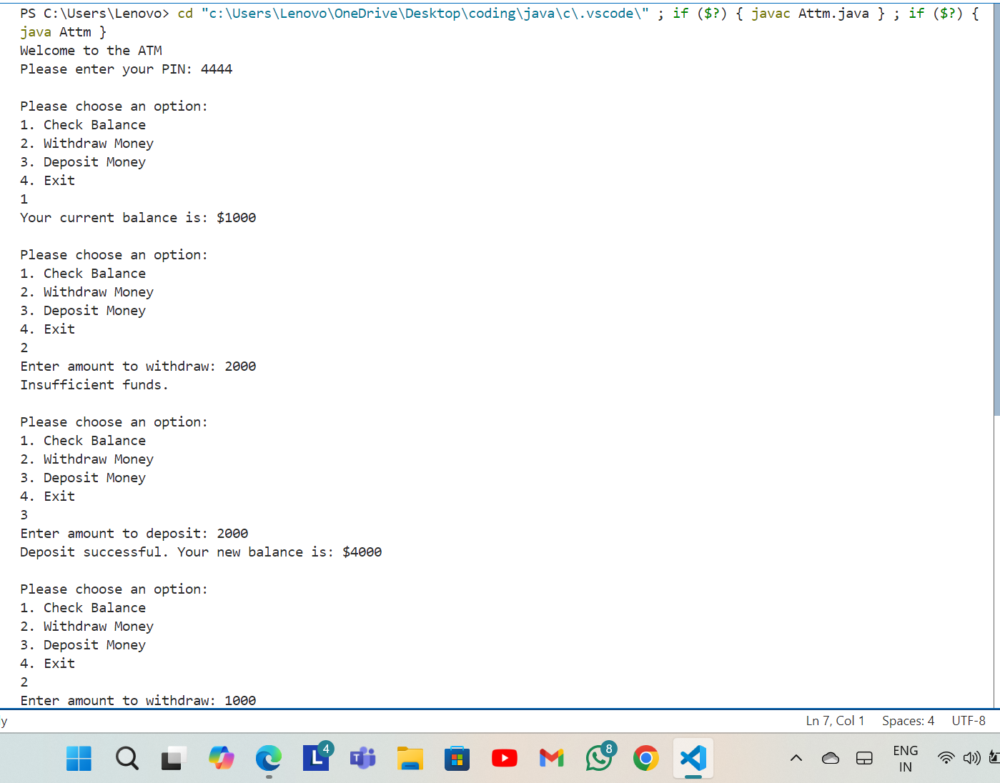 PS C:\Users\Lenovo> cd "c:\Users\Lenovo\OneDrive\Desktop\coding\java\c\.vscode\" ; if ($?) { javac Attm.java } ; if ($?) {
java Attm }
Welcome to the ATM
Please enter your PIN: 4444
Please choose an option:
1. Check Balance
2. Withdraw Money
3. Deposit Money
4. Exit
1
Your current balance is: $1000
Please choose an option:
1. Check Balance
2. Withdraw Money
3. Deposit Money
4. Exit
2
Enter amount to withdraw: 2000
Insufficient funds.
Please choose an option:
1. Check Balance
2. Withdraw Money
3. Deposit Money
4. Exit
3
Enter amount to deposit: 2000
Deposit successful. Your new balance is: $4000
Please choose an option:
1. Check Balance
2. Withdraw Money
3. Deposit Money
4. Exit
2
Enter amount to withdraw: 1000
y Ln 7, Col 1 Spaces: 4 UTF-8
L 4 T 8 ENG
IN